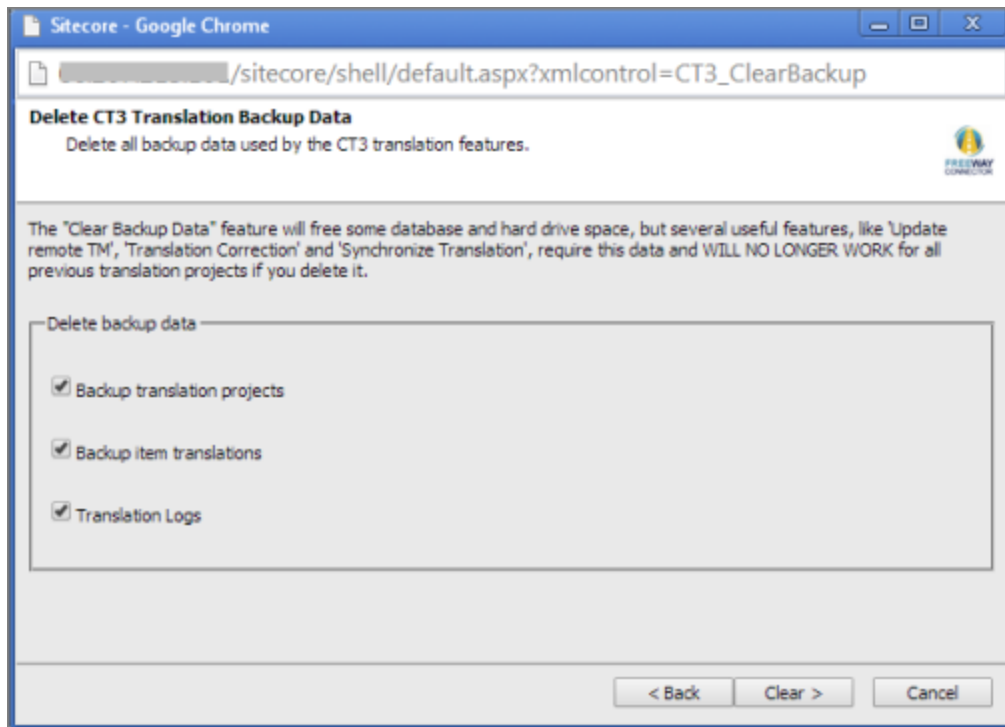 Sitecore - Google Chrome
/sitecore/shell/default.aspx?xmlcontrol=CT3_ClearBackup
Delete CT3 Translation Backup Data
Delete all backup data used by the CT3 translation features.
FREEWAY
CONNECTOR
The "Clear Backup Data" feature will free some database and hard drive space, but several useful features, like 'Update
remote TM', 'Translation Correction' and 'Synchronize Translation', require this data and WILL NO LONGER WORK for all
previous translation projects if you delete it.
Delete backup data
Backup translation projects
Backup item translations
Translation Logs
< Back
Clear >
Cancel